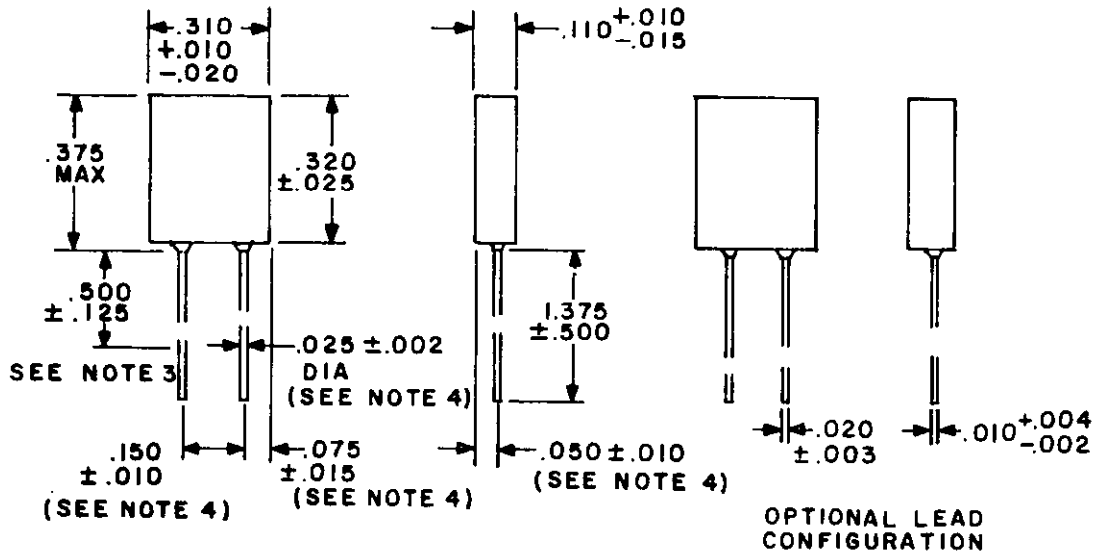 .310
+.010
-.020
.110 +.010
-.015
.375
MAX
.320
±.025
.500
±.125
1.375
±.500
SEE NOTE 3
.025 ±.002
DIA
(SEE NOTE 4)
.150
±.010
(SEE NOTE 4)
.075
±.015
(SEE NOTE 4)
.050 ±.010
(SEE NOTE 4)
.020
±.003
.010 +.004
-.002
OPTIONAL LEAD
CONFIGURATION